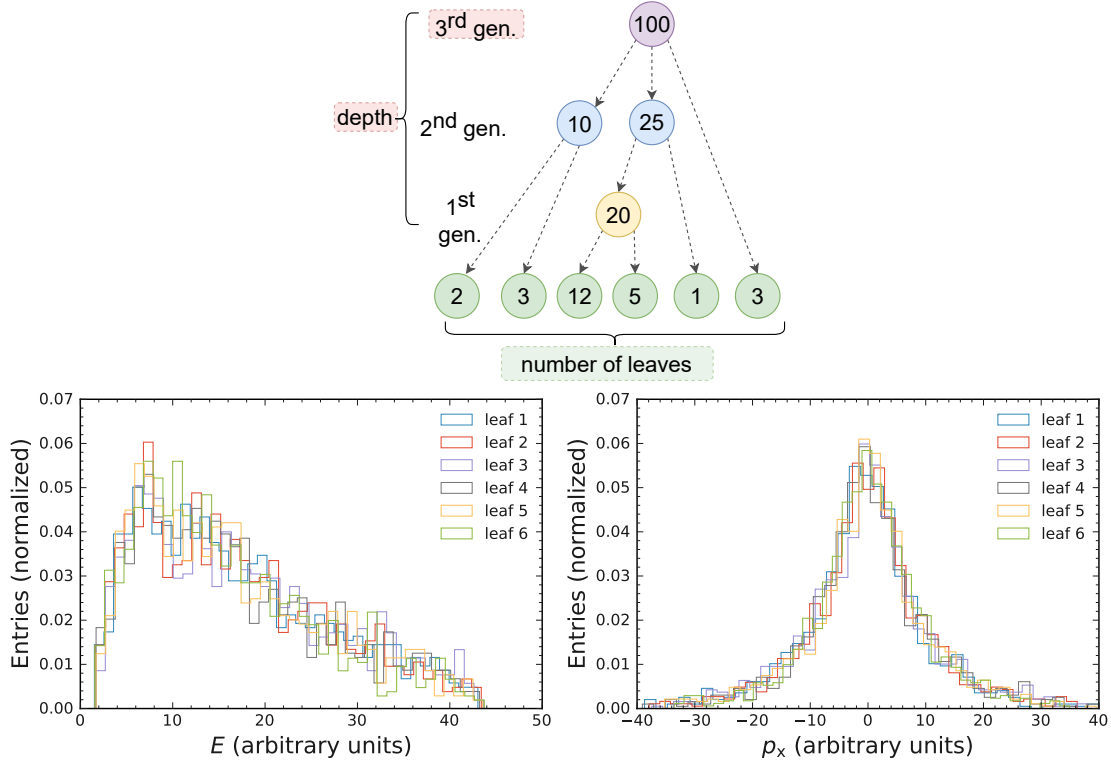 3rd gen.
100
depth
2nd gen.
10
25
1st
gen.
20
2
3
12
5
1
3
number of leaves
0.07
0.06
0.05
0.04
0.03
0.02
0.01
0.00
Entries (normalized)
leaf 1
leaf 2
leaf 3
leaf 4
leaf 5
leaf 6
0
10
20
30
40
50
E (arbitrary units)
0.07
0.06
0.05
0.04
0.03
0.02
0.01
0.00
Entries (normalized)
leaf 1
leaf 2
leaf 3
leaf 4
leaf 5
leaf 6
−40
−30
−20
−10
0
10
20
30
40
px (arbitrary units)